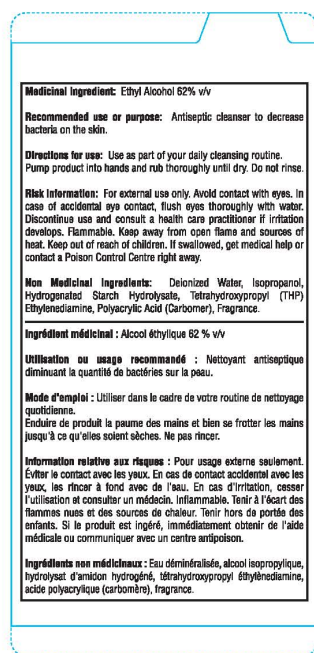 Medicinal Ingredient: Ethyl Alcohol 62% v/v
Recommended use or purpose: Antiseptic cleanser to decrease
bacteria on the skin.
Directions for use: Use as part of your daily cleansing routine.
Pump product into hands and rub thoroughly until dry. Do not rinse.
Risk Information: For external use only. Avoid contact with eyes. In
case of accidental eye contact, flush eyes thoroughly with water.
Discontinue use and consult a health care practitioner if irritation
develops. Flammable. Keep away from open flame and sources of
heat. Keep out of reach of children. If swallowed, get medical help or
contact a Poison Control Centre right away.
Non Medicinal Ingredients: Deionized Water, Isopropanol,
Hydrogenated Starch Hydrolysate, Tetrahydroxypropyl (THP)
Ethylenediamine, Polyacrylic Acid (Carbomer), Fragrance.
Ingrédient médicinal : Alcool éthylique 62 % v/v
Utilisation ou usage recommandé : Nettoyant antiseptique
diminuant la quantité de bactéries sur la peau.
Mode d'emploi : Utiliser dans le cadre de votre routine de nettoyage
quotidienne.
Enduire de produit la paume des mains et bien se frotter les mains
jusqu'à ce qu'elles soient sèches. Ne pas rincer.
Information relative aux risques : Pour usage externe seulement.
Éviter le contact avec les yeux. En cas de contact accidentel avec les
yeux, les rincer à fond avec de l'eau. En cas d'irritation, cesser
l'utilisation et consulter un médecin. Inflammable. Tenir à l'écart des
flammes nues et des sources de chaleur. Tenir hors de portée des
enfants. Si le produit est ingéré, immédiatement obtenir de l'aide
médicale ou communiquer avec un centre antipoison.
Ingrédients non médicinaux : Eau déminéralisée, alcool isopropylique,
hydrolysat d'amidon hydrogéné, tétrahydroxypropyl éthylènediamine,
acide polyacrylique (carbomère), fragrance.